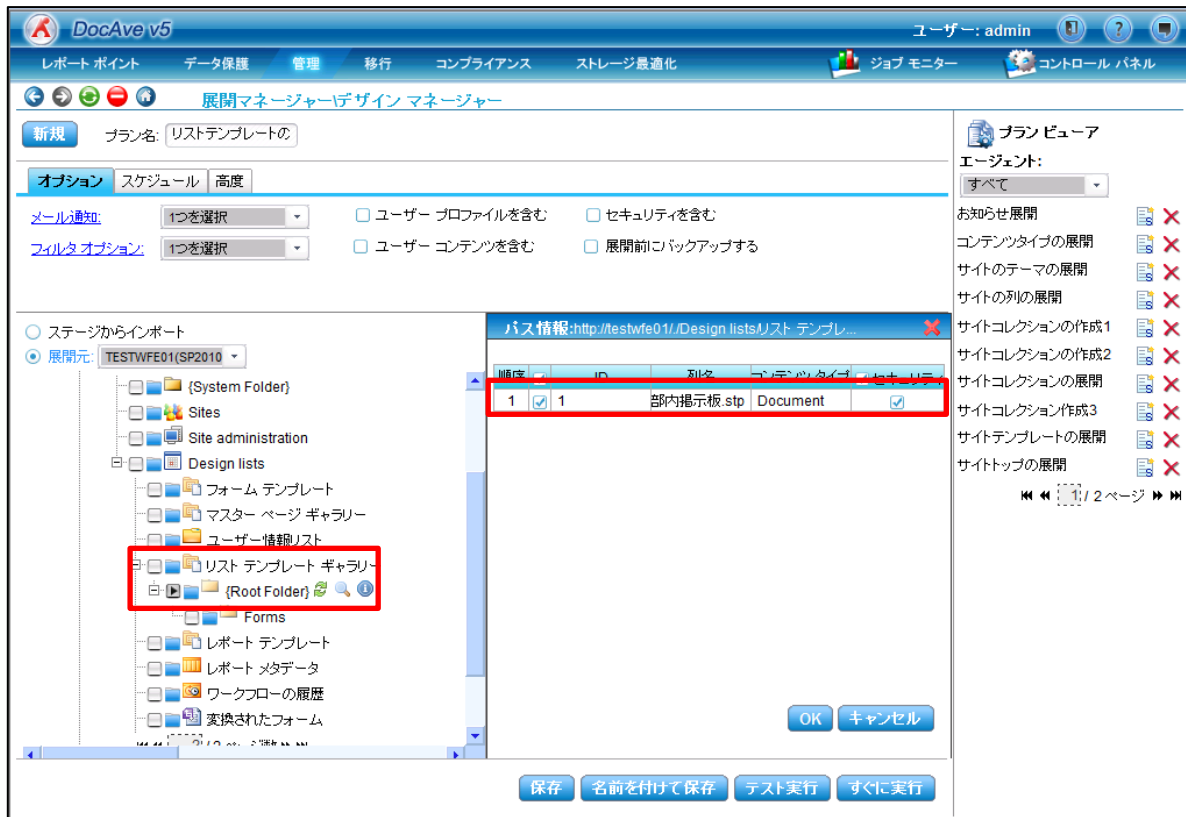 DocAve v5
ユーザー: admin
レポート ポイント データ保護 管理 移行 コンプライアンス ストレージ最適化 ジョブ モニター コントロール パネル
展開マネージャー\デザイン マネージャー
新規 プラン名: リストテンプレートの
オプション スケジュール 高度
メール通知: 1つを選択 ユーザー プロファイルを含む セキュリティを含む
フィルタ オプション: 1つを選択 ユーザー コンテンツを含む 展開前にバックアップする
ステージからインポート
展開元: TESTWFE01(SP2010
{System Folder}
Sites
Site administration
Design lists
フォーム テンプレート
マスター ページ ギャラリー
ユーザー情報リスト
リスト テンプレート ギャラリー
{Root Folder}
Forms
レポート テンプレート
レポート メタデータ
ワークフローの履歴
変換されたフォーム
パス情報:http://testwfe01/./Design lists/リスト テンプレ...
順序 ID 列名 コンテンツ タイプ セキュリティ
1 1 部内掲示板.stp Document
OK キャンセル
保存 名前を付けて保存 テスト実行 すぐに実行
プラン ビューア
エージェント:
すべて
お知らせ展開
コンテンツタイプの展開
サイトのテーマの展開
サイトの列の展開
サイトコレクションの作成1
サイトコレクションの作成2
サイトコレクションの展開
サイトコレクション作成3
サイトテンプレートの展開
サイトトップの展開
1 / 2 ページ